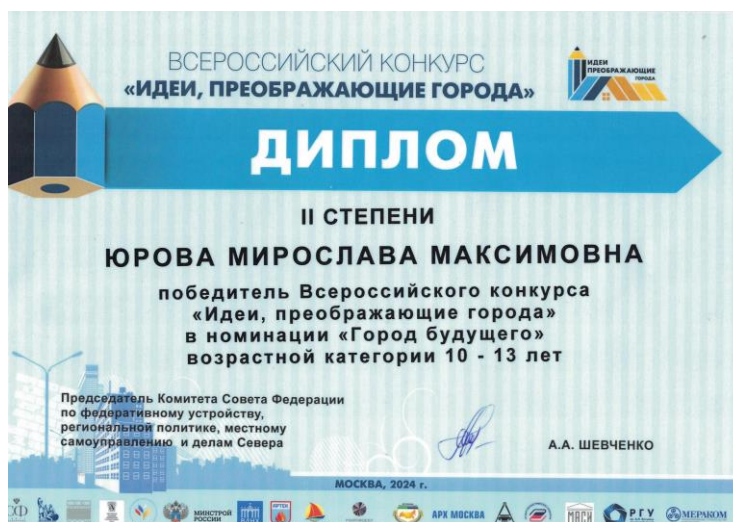 ВСЕРОССИЙСКИЙ КОНКУРС
«ИДЕИ, ПРЕОБРАЖАЮЩИЕ ГОРОДА»
ИДЕИ
ПРЕОБРАЖАЮЩИЕ
ГОРОДА
ДИПЛОМ
II СТЕПЕНИ
ЮРОВА МИРОСЛАВА МАКСИМОВНА
победитель Всероссийского конкурса
«Идеи, преображающие города»
в номинации «Город будущего»
возрастной категории 10 - 13 лет
Председатель Комитета Совета Федерации
по федеративному устройству,
региональной политике, местному
самоуправлению и делам Севера
А.А. ШЕВЧЕНКО
МОСКВА, 2024 г.
МИНСТРОЙ
РОССИИ
АРТЕК
АРХ МОСКВА
МАСИ
РГУ
МЕРАКОМ